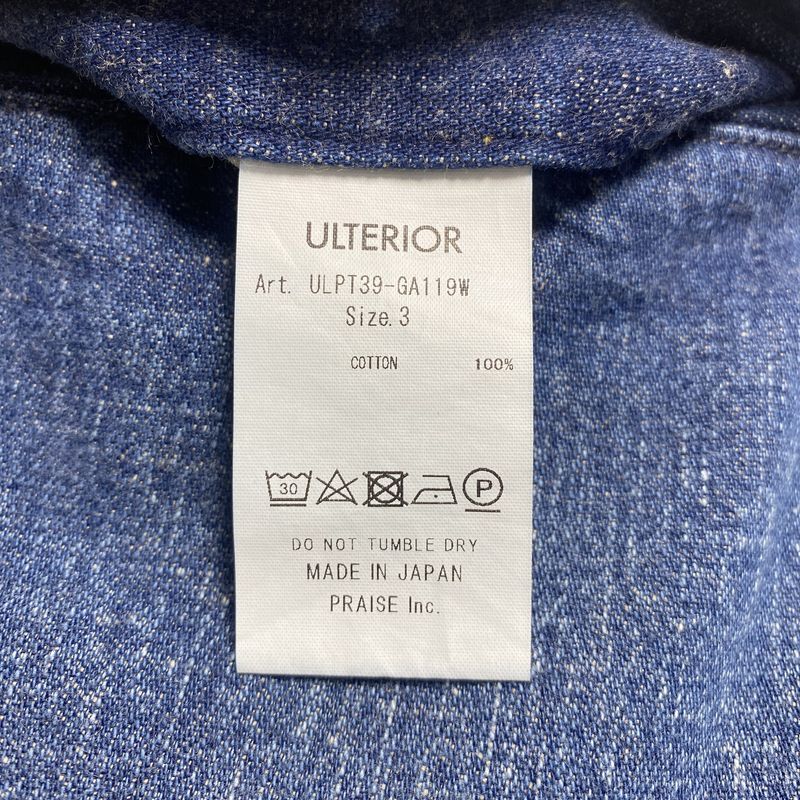 ULTERIOR
Art. ULPT39-GA119W
Size.3
COTTON 100%
30 P
DO NOT TUMBLE DRY
MADE IN JAPAN
PRAISE Inc.